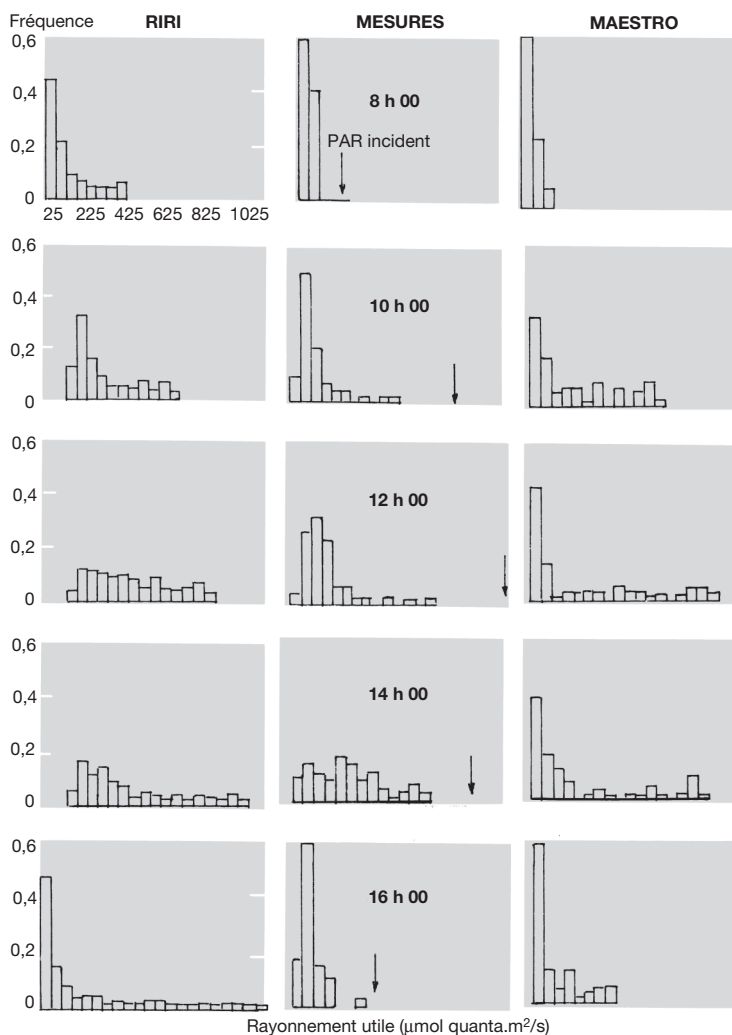 Fréquence RIRI MESURES MAESTRO
0,6
0,4
0,2
0
25 225 425 625 825 1025
8 h 00
PAR incident
0,6
0,4
0,2
0
10 h 00
0,6
0,4
0,2
0
12 h 00
0,6
0,4
0,2
0
14 h 00
0,6
0,4
0,2
0
16 h 00
Rayonnement utile (μmol quanta.m²/s)